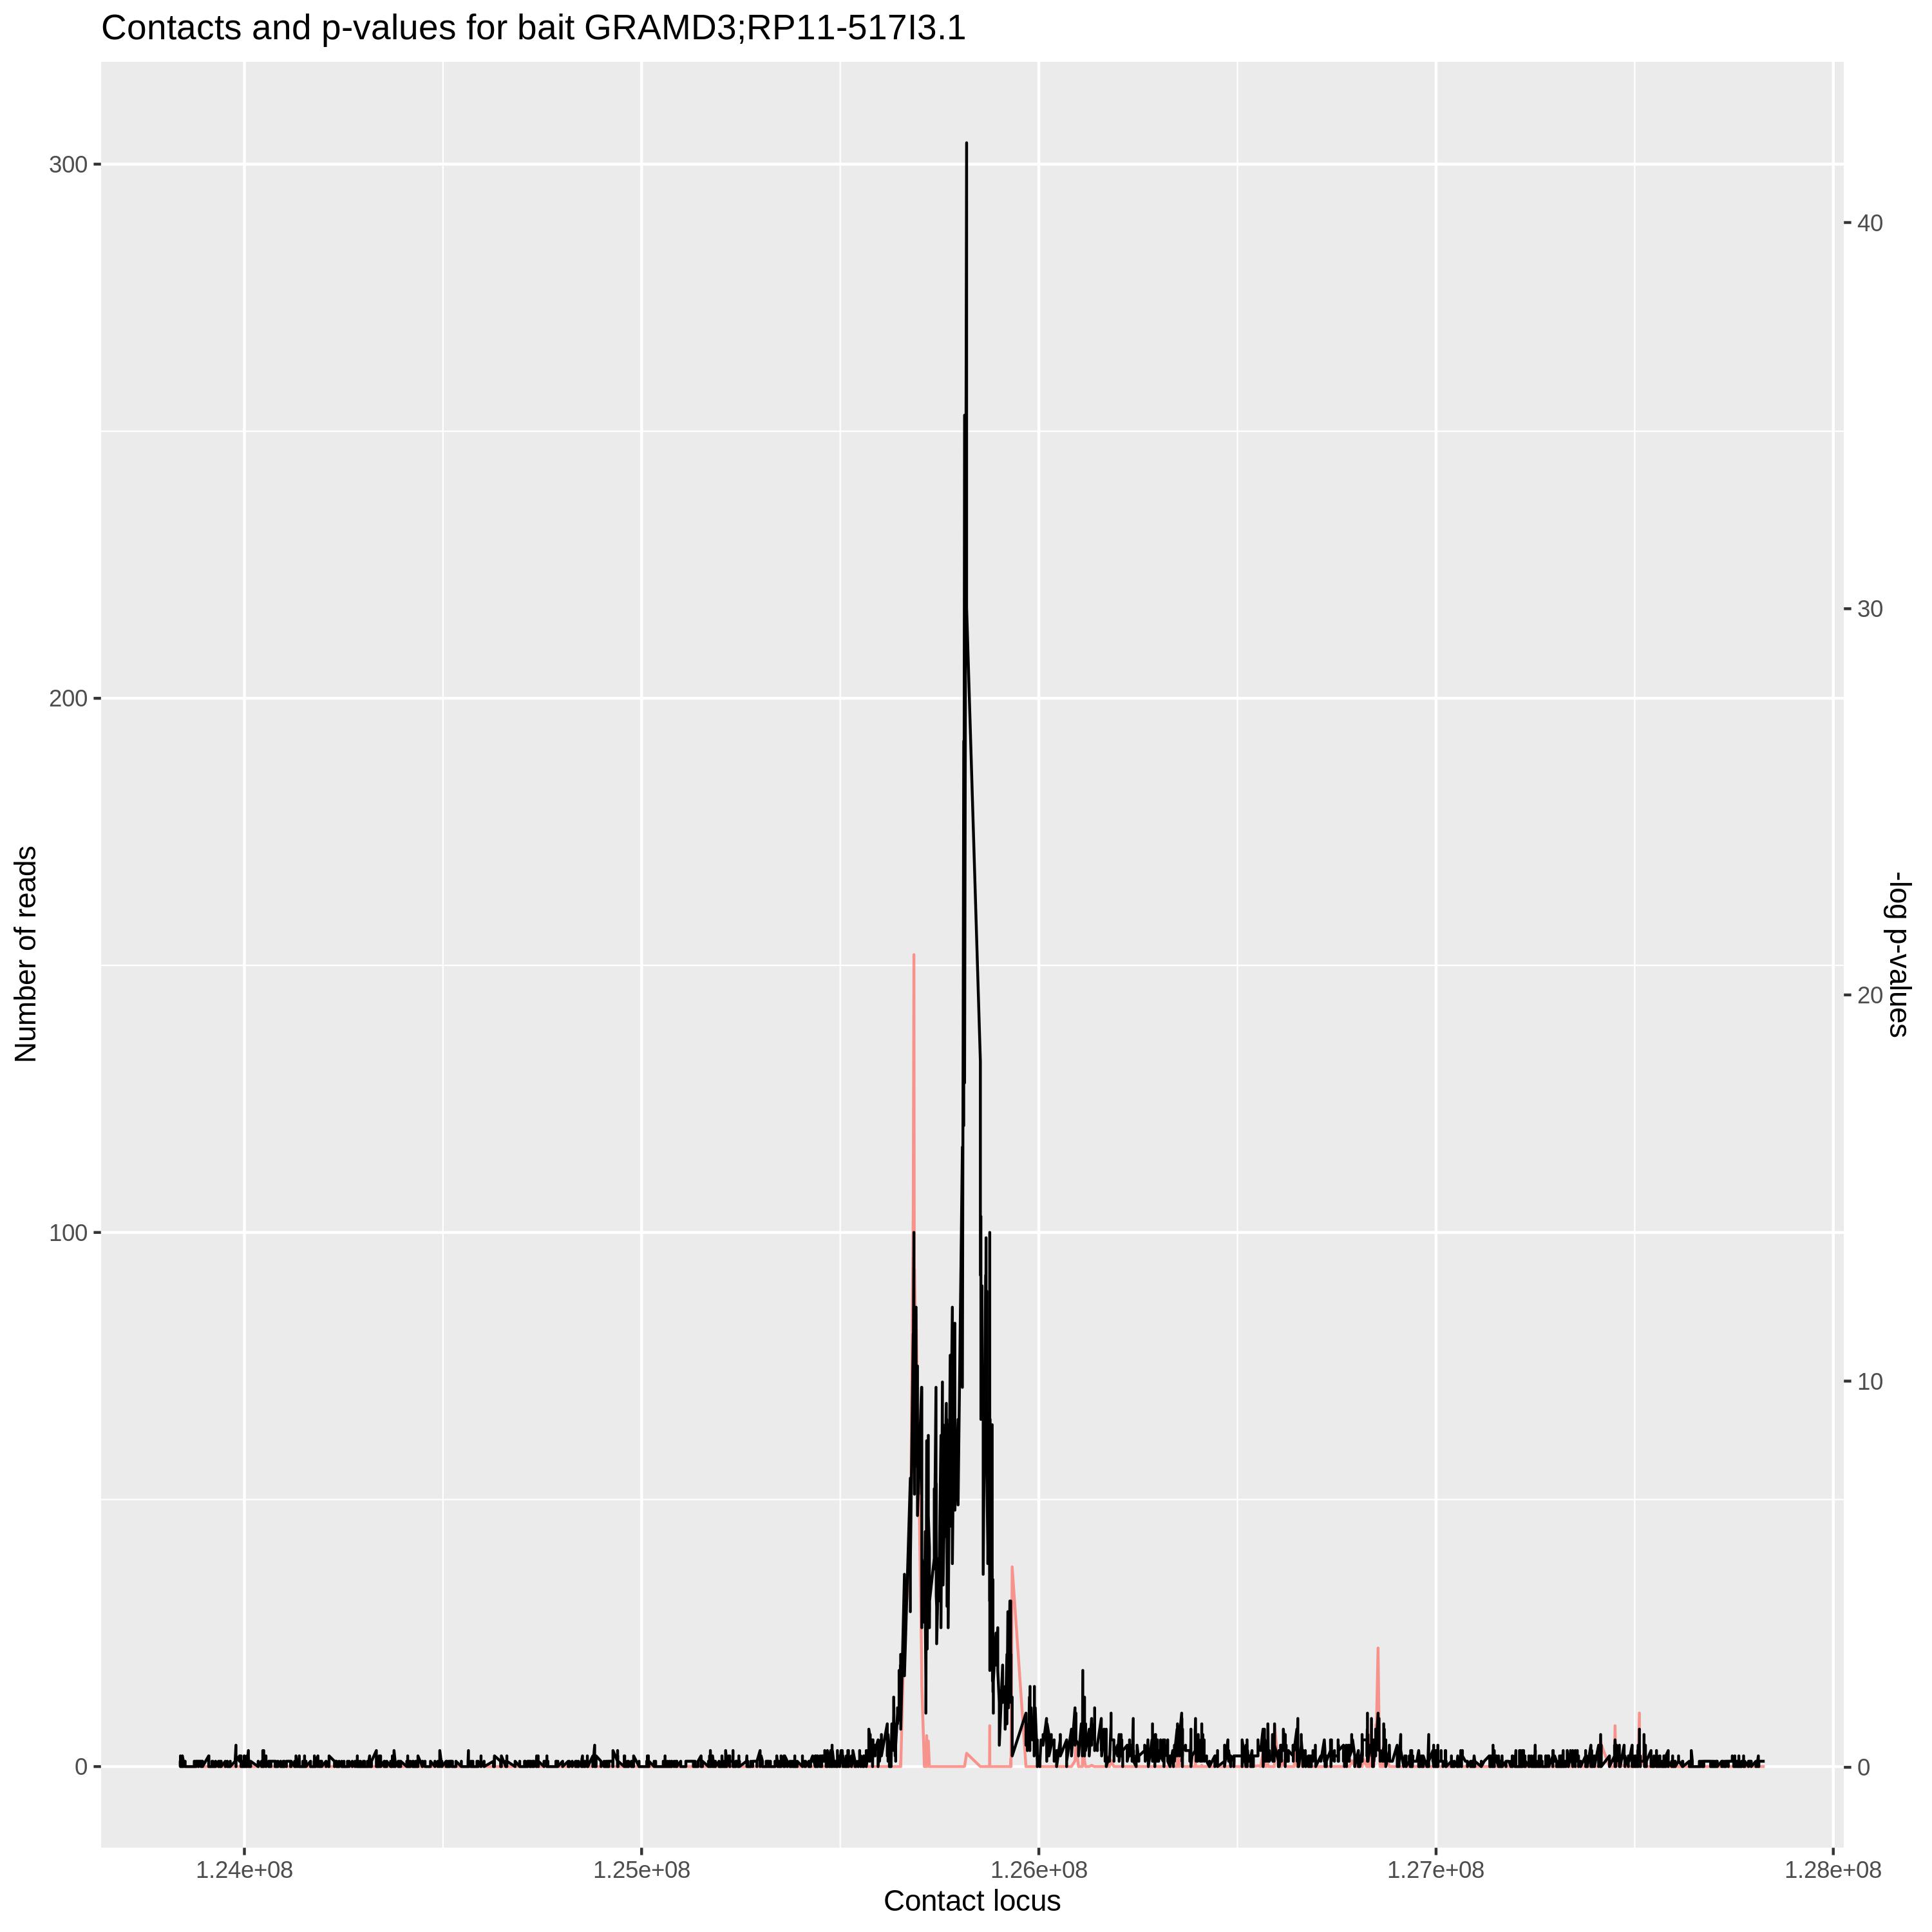 Contacts and p-values for bait GRAMD3;RP11-517I3.1
300
200
100
0
Number of reads
40
30
20
10
0
-log p-values
1.24e+08
1.25e+08
1.26e+08
1.27e+08
1.28e+08
Contact locus